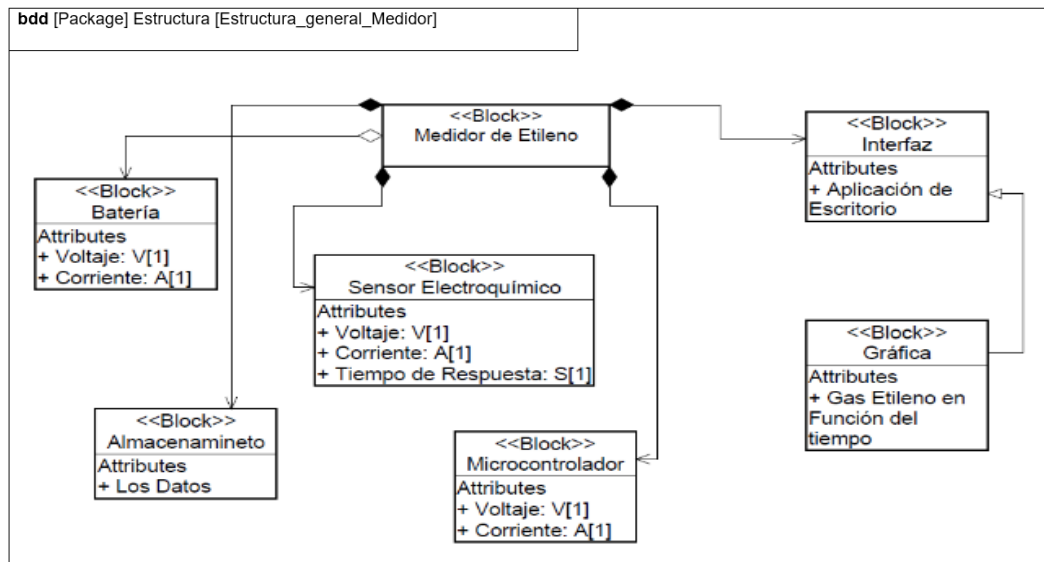 bdd [Package] Estructura [Estructura_general_Medidor]
<<Block>>
Medidor de Etileno
<<Block>>
Interfaz
Attributes
+ Aplicación de
Escritorio
<<Block>>
Batería
Attributes
+ Voltaje: V[1]
+ Corriente: A[1]
<<Block>>
Sensor Electroquímico
Attributes
+ Voltaje: V[1]
+ Corriente: A[1]
+ Tiempo de Respuesta: S[1]
<<Block>>
Gráfica
Attributes
+ Gas Etileno en
Función del
tiempo
<<Block>>
Almacenamineto
Attributes
+ Los Datos
<<Block>>
Microcontrolador
Attributes
+ Voltaje: V[1]
+ Corriente: A[1]